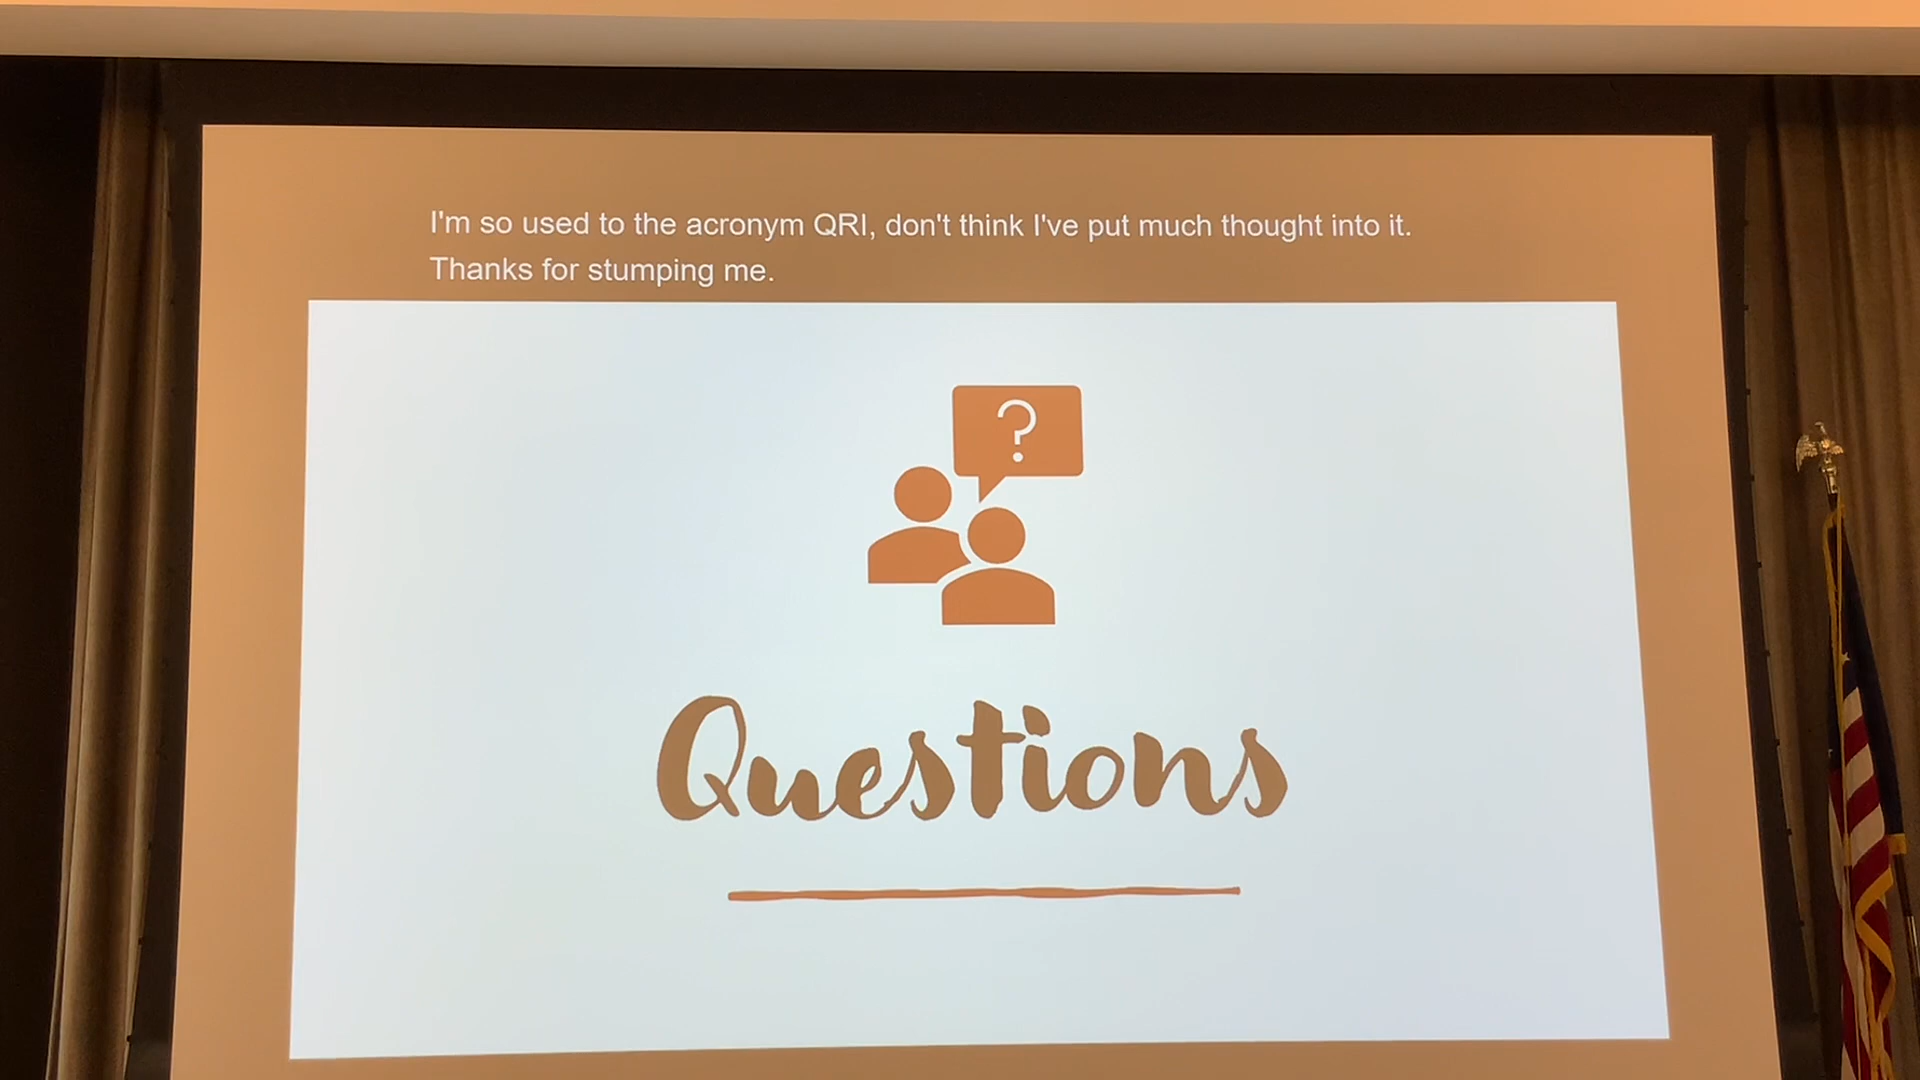 I'm so used to the acronym QRI, don't think I've put much thought into it.
Thanks for stumping me.
?
Questions